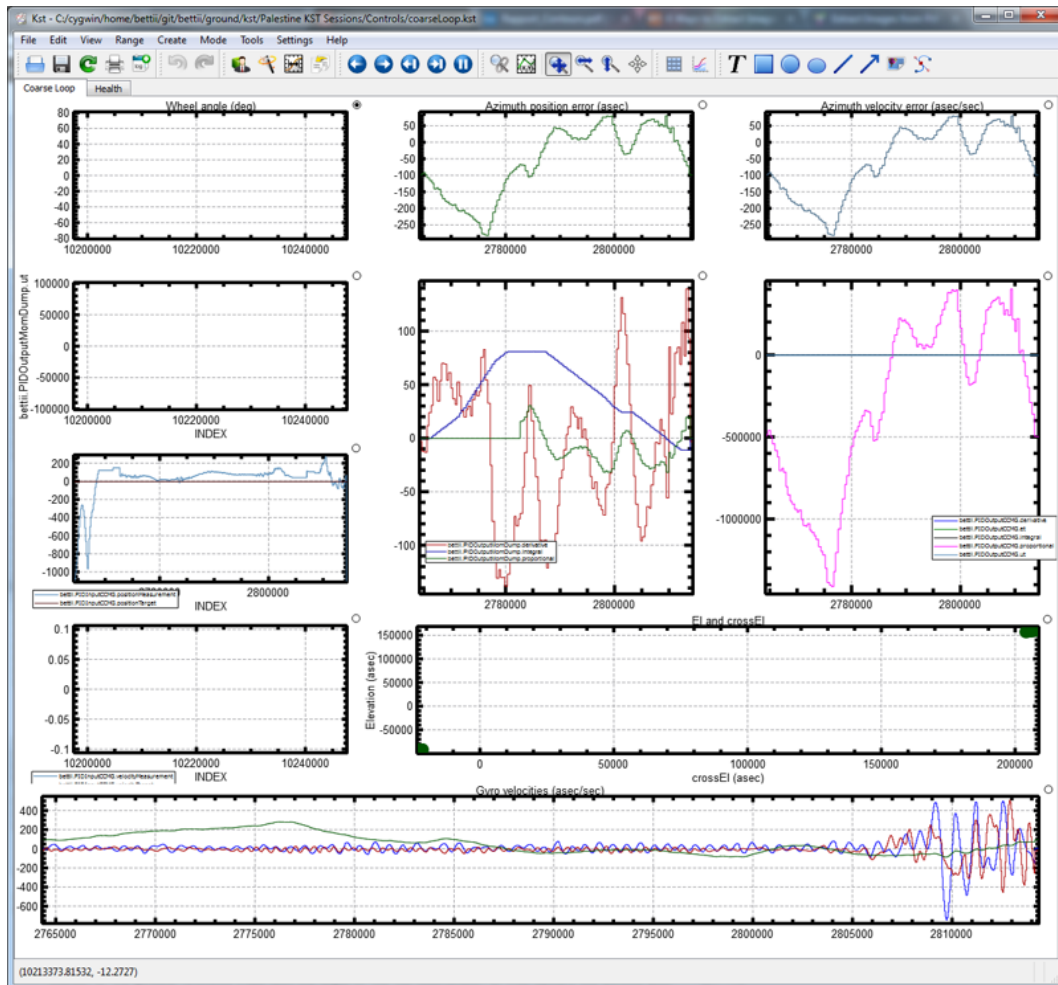 Kst - C:/cygwin/home/bettii/git/bettii/ground/kst/Palestine KST Sessions/Controls/coarseLoop.kst
File Edit View Range Create Mode Tools Settings Help
Coarse Loop Health
Wheel angle (deg)
80
60
40
20
0
-20
-40
-60
-80
10200000 10220000 10240000
Azimuth position error (asec)
50
0
-50
-100
-150
-200
-250
2780000 2800000
Azimuth velocity error (asec/sec)
50
0
-50
-100
-150
-200
-250
2780000 2800000
bettii.PIDOutputMomDump.ut
100000
50000
0
-50000
-100000
10200000 10220000 10240000
INDEX
100
50
0
-50
-100
bettii.PIDOutputMomDump.derivative
bettii.PIDOutputMomDump.integral
bettii.PIDOutputMomDump.proportional
2780000 2800000
0
-500000
-1000000
bettii.PIDOutputCCMG.derivative
bettii.PIDOutputCCMG.et
bettii.PIDOutputCCMG.integral
bettii.PIDOutputCCMG.proportional
bettii.PIDOutputCCMG.ut
2780000 2800000
200
0
-200
-400
-600
-800
-1000
2800000
bettii.PIDInputCCMG.positionMeasurement
bettii.PIDInputCCMG.positionTarget
INDEX
0.1
0.05
0
-0.05
-0.1
10200000 10220000 10240000
bettii.PIDInputCCMG.velocityMeasurement
INDEX
El and crossEl
Elevation (asec)
150000
100000
50000
0
-50000
0 50000 100000 150000 200000
crossEl (asec)
Gyro velocities (asec/sec)
400
200
0
-200
-400
-600
2765000 2770000 2775000 2780000 2785000 2790000 2795000 2800000 2805000 2810000
(10213373.81532, -12.2727)